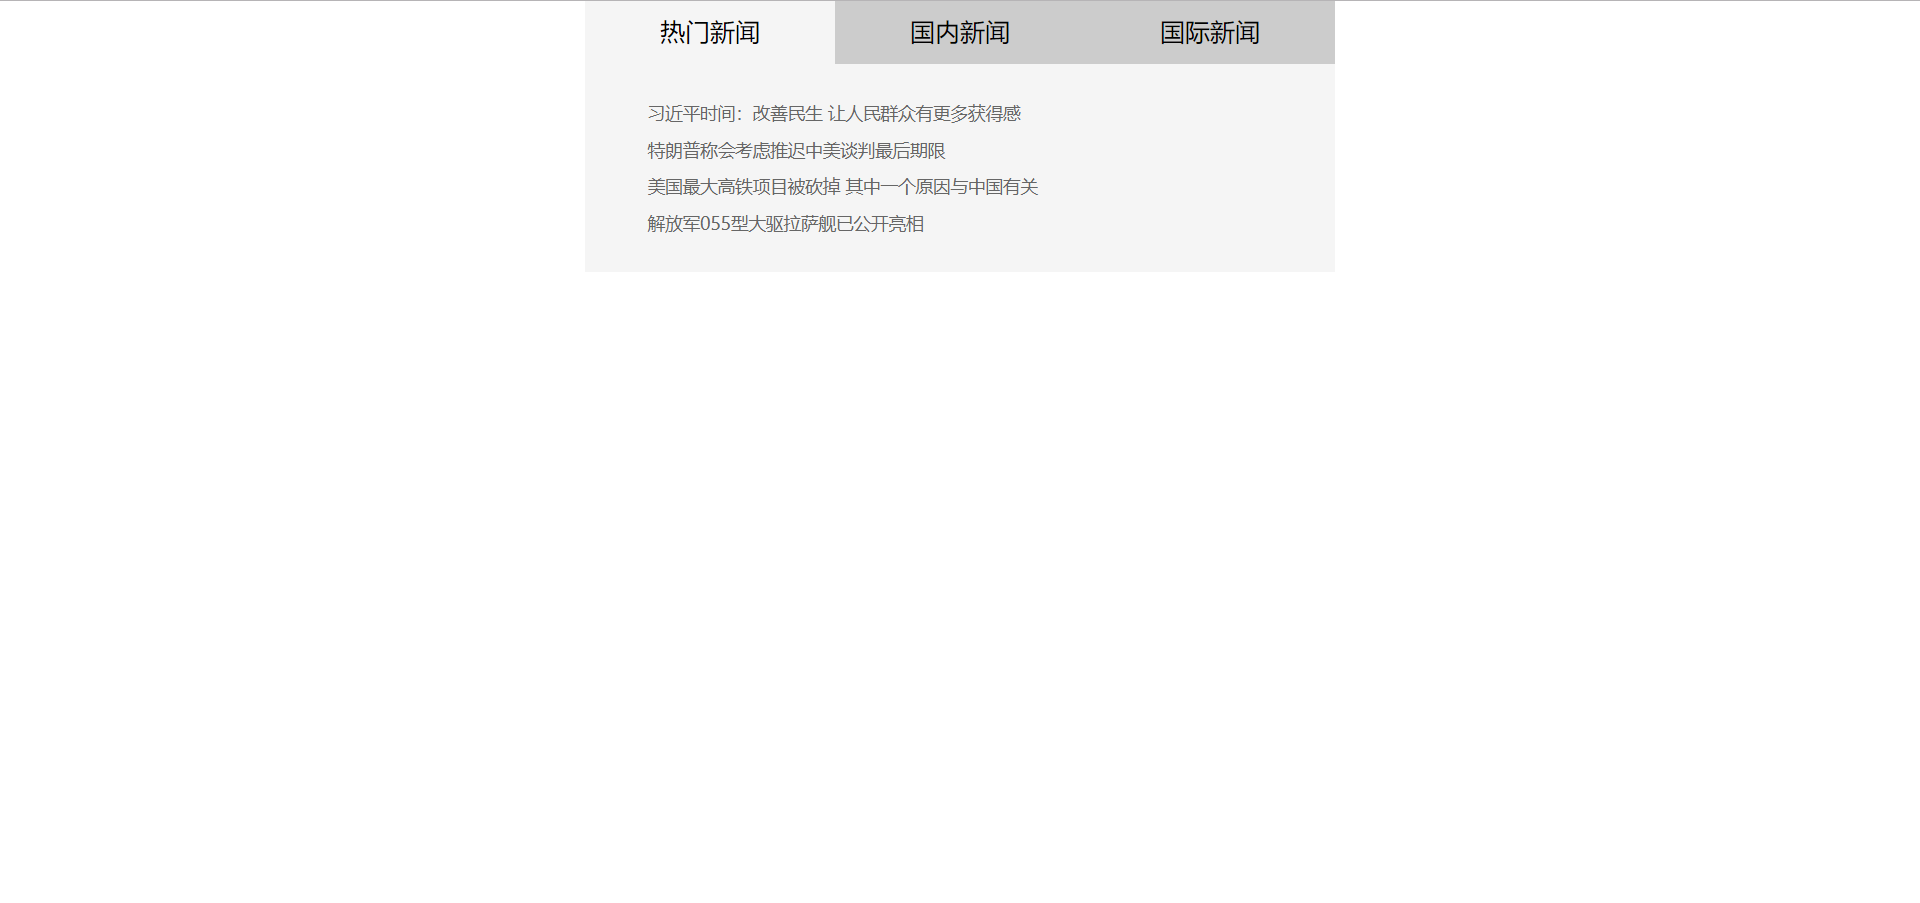 热门新闻 国内新闻 国际新闻
习近平时间：改善民生 让人民群众有更多获得感
特朗普称会考虑推迟中美谈判最后期限
美国最大高铁项目被砍掉 其中一个原因与中国有关
解放军055型大驱拉萨舰已公开亮相